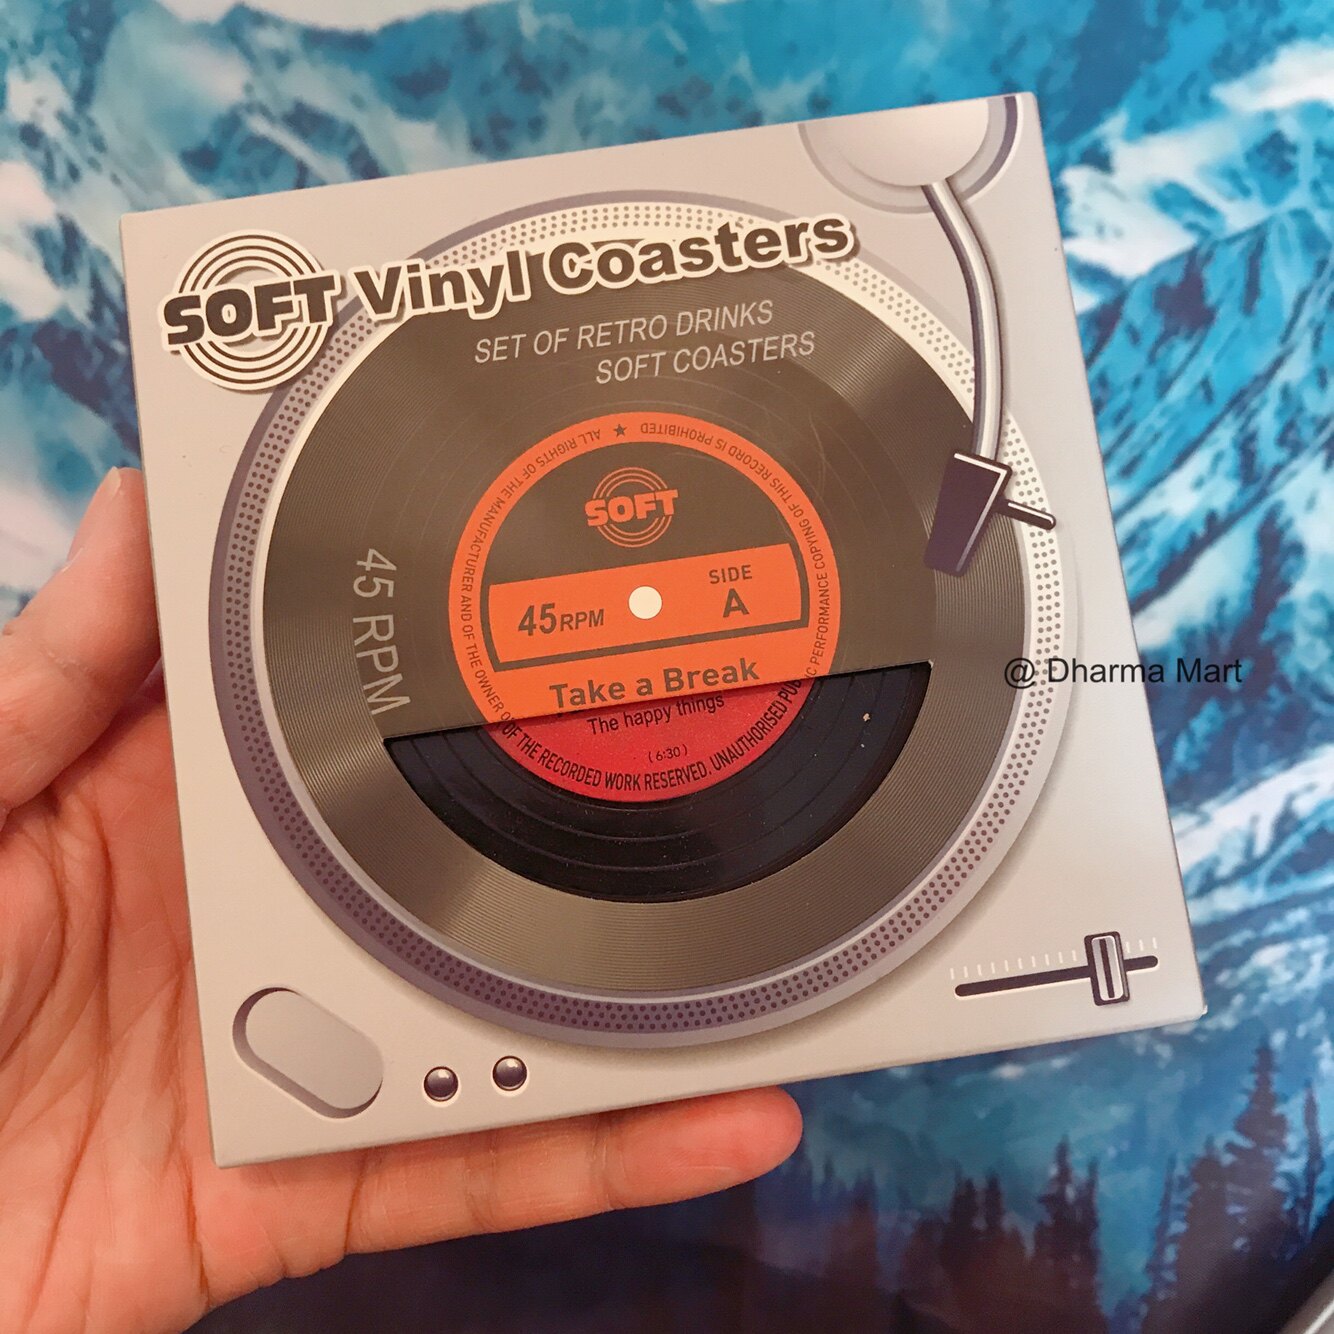 SOFT Vinyl Coasters
SET OF RETRO DRINKS
SOFT COASTERS
ALL RIGHTS OF THE MANUFACTURER AND OF THE OWNER OF THE RECORDED WORK RESERVED. UNAUTHORISED PUBLIC PERFORMANCE COPYING OF THIS RECORD IS PROHIBITED ★
SOFT
45RPM
SIDE
A
45 RPM
Take a Break
The happy things
(6:30)
@ Dharma Mart